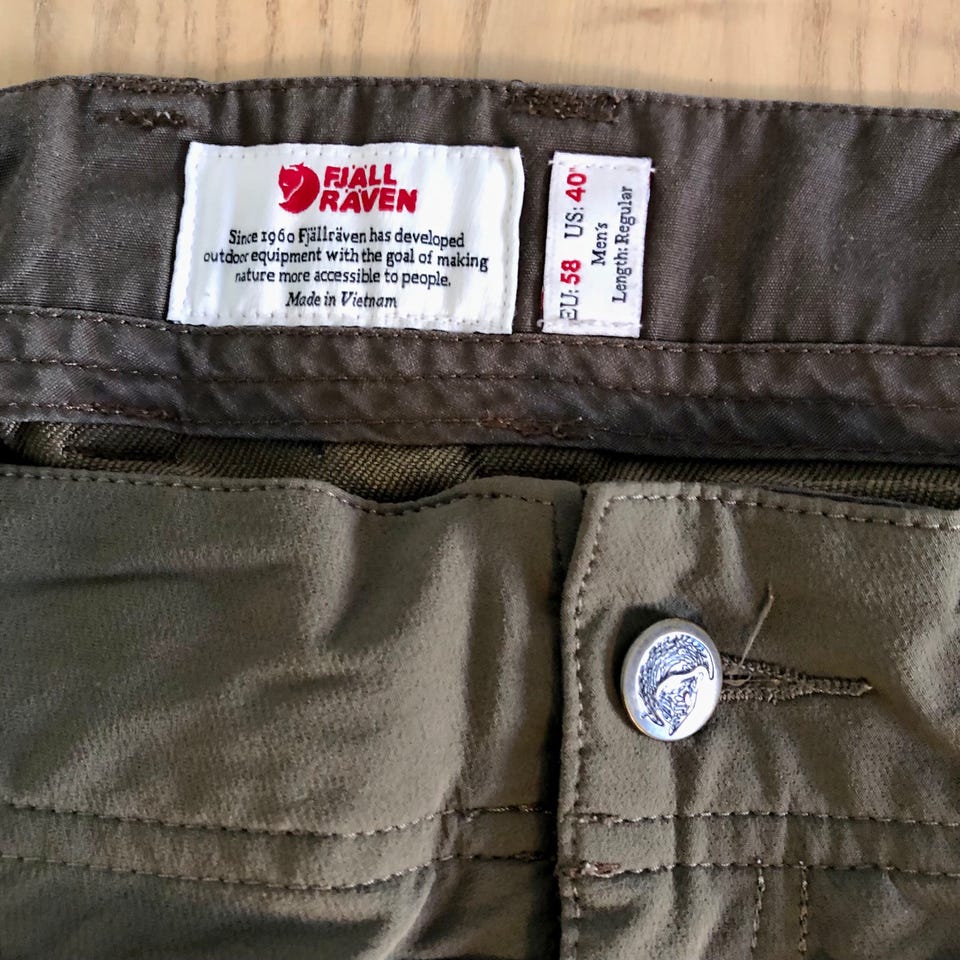 FJÄLL
RÄVEN
Since 1960 Fjällräven has developed
outdoor equipment with the goal of making
nature more accessible to people.
Made in Vietnam
EU: 58 US: 40"
Men's
Length: Regular